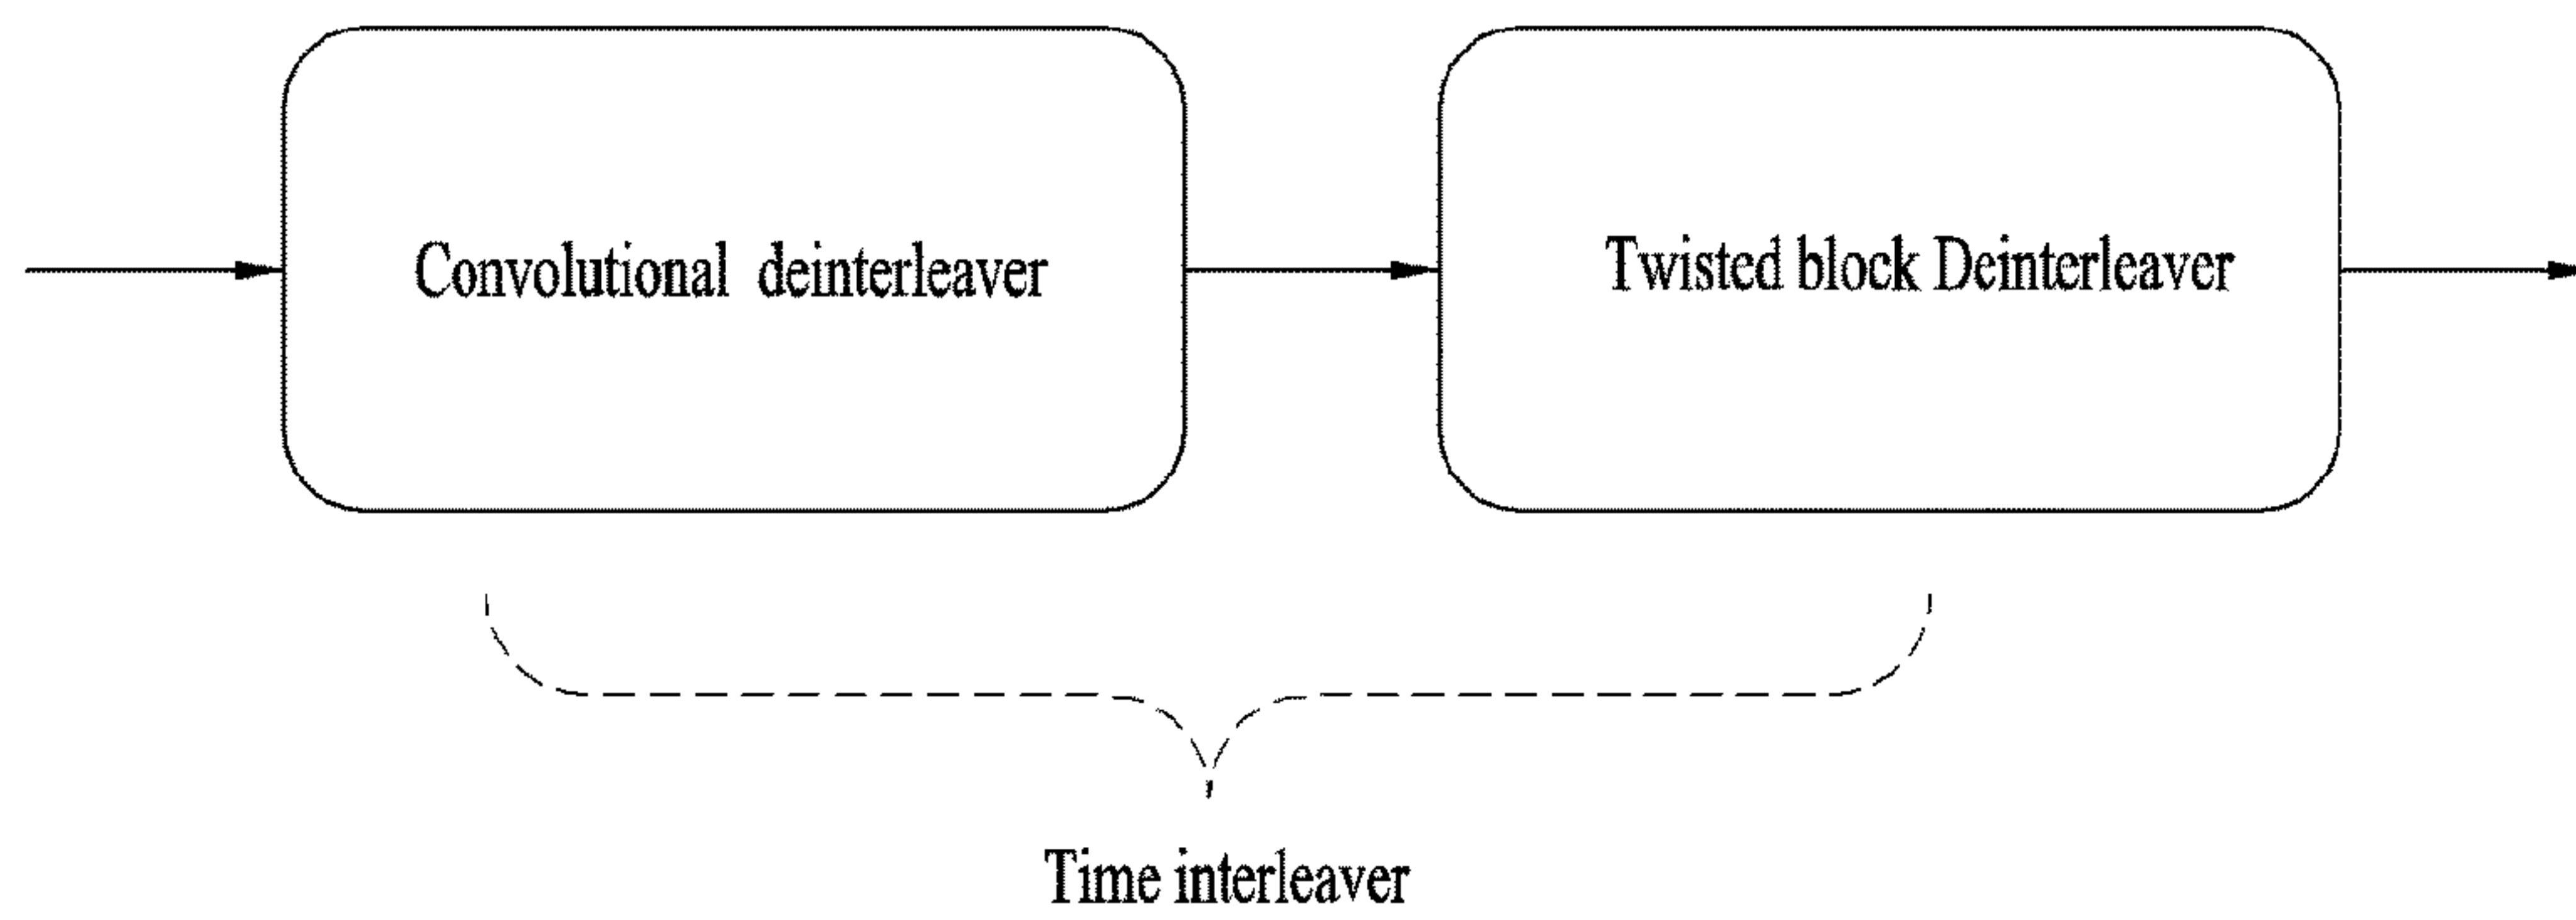 Convolutional deinterleaver
Twisted block Deinterleaver
Time interleaver